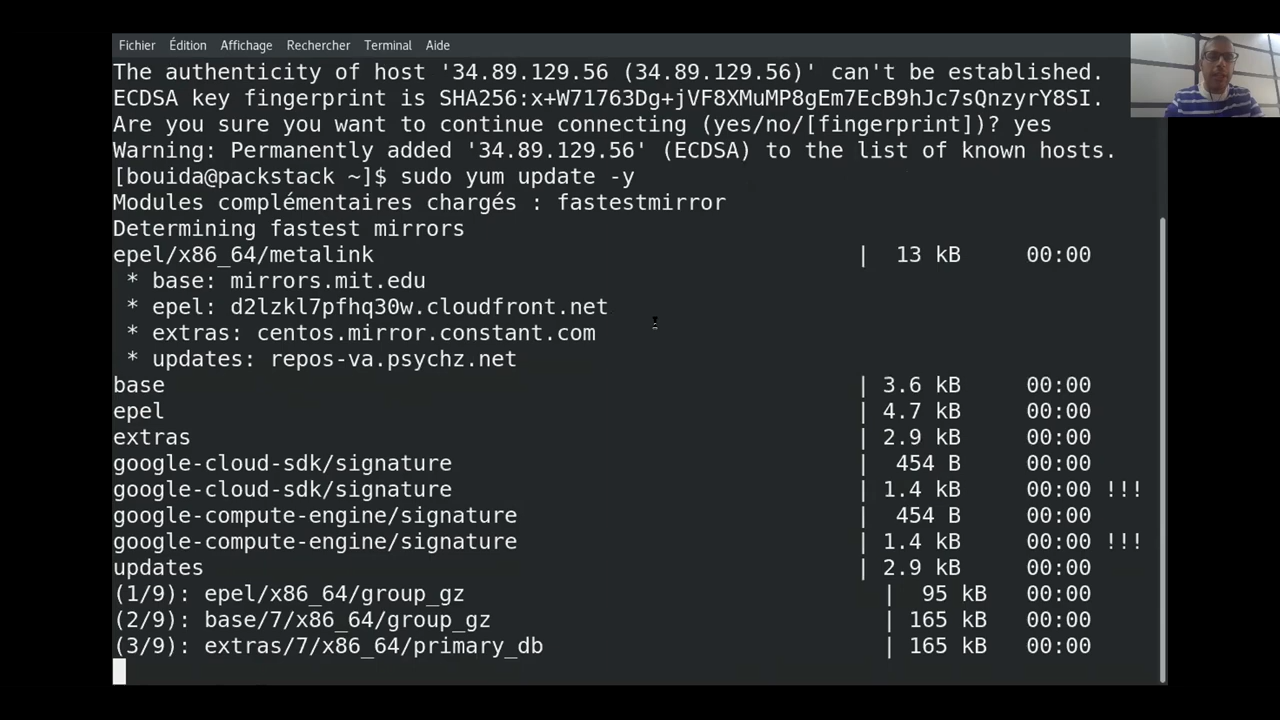 Fichier Édition Affichage Rechercher Terminal Aide
The authenticity of host '34.89.129.56 (34.89.129.56)' can't be established.
ECDSA key fingerprint is SHA256:x+W71763Dg+jVF8XMuMP8gEm7EcB9hJc7sQnzyrY8SI.
Are you sure you want to continue connecting (yes/no/[fingerprint])? yes
Warning: Permanently added '34.89.129.56' (ECDSA) to the list of known hosts.
[bouida@packstack ~]$ sudo yum update -y
Modules complémentaires chargés : fastestmirror
Determining fastest mirrors
epel/x86_64/metalink | 13 kB 00:00
* base: mirrors.mit.edu
* epel: d2lzkl7pfhq30w.cloudfront.net
* extras: centos.mirror.constant.com
* updates: repos-va.psychz.net
base | 3.6 kB 00:00
epel | 4.7 kB 00:00
extras | 2.9 kB 00:00
google-cloud-sdk/signature | 454 B 00:00
google-cloud-sdk/signature | 1.4 kB 00:00 !!!
google-compute-engine/signature | 454 B 00:00
google-compute-engine/signature | 1.4 kB 00:00 !!!
updates | 2.9 kB 00:00
(1/9): epel/x86_64/group_gz | 95 kB 00:00
(2/9): base/7/x86_64/group_gz | 165 kB 00:00
(3/9): extras/7/x86_64/primary_db | 165 kB 00:00